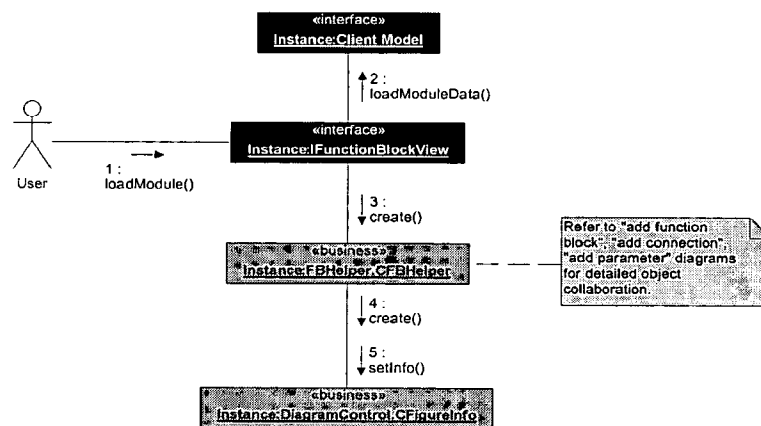 «interface»
Instance:Client Model
2 :
loadModuleData()
«interface»
Instance:IFunctionBlockView
1 :
loadModule()
User
3 :
create()
«business»
Instance:FBHelper.CFBHelper
Refer to "add function
block", "add connection",
"add parameter" diagrams
for detailed object
collaboration.
4 :
create()
5 :
setInfo()
«business»
Instance:DiagramControl.CFigureInfo